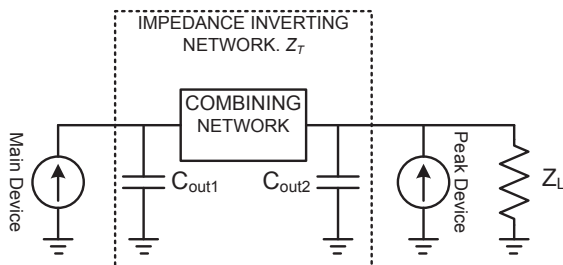 IMPEDANCE INVERTING
NETWORK. Z_T
COMBINING
NETWORK
Main Device
C_out1
C_out2
Peak Device
Z_L